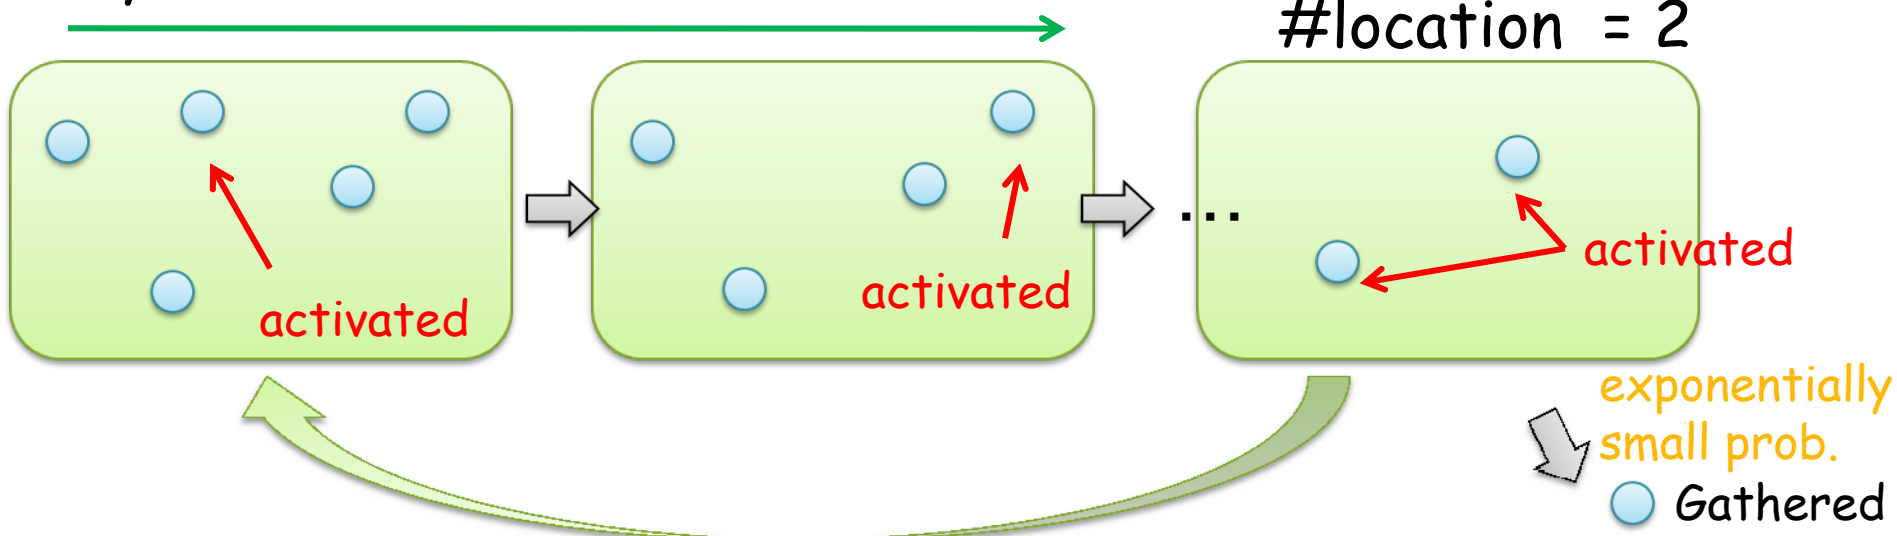 #location = 2
activated
activated
...
activated
exponentially
small prob.
Gathered